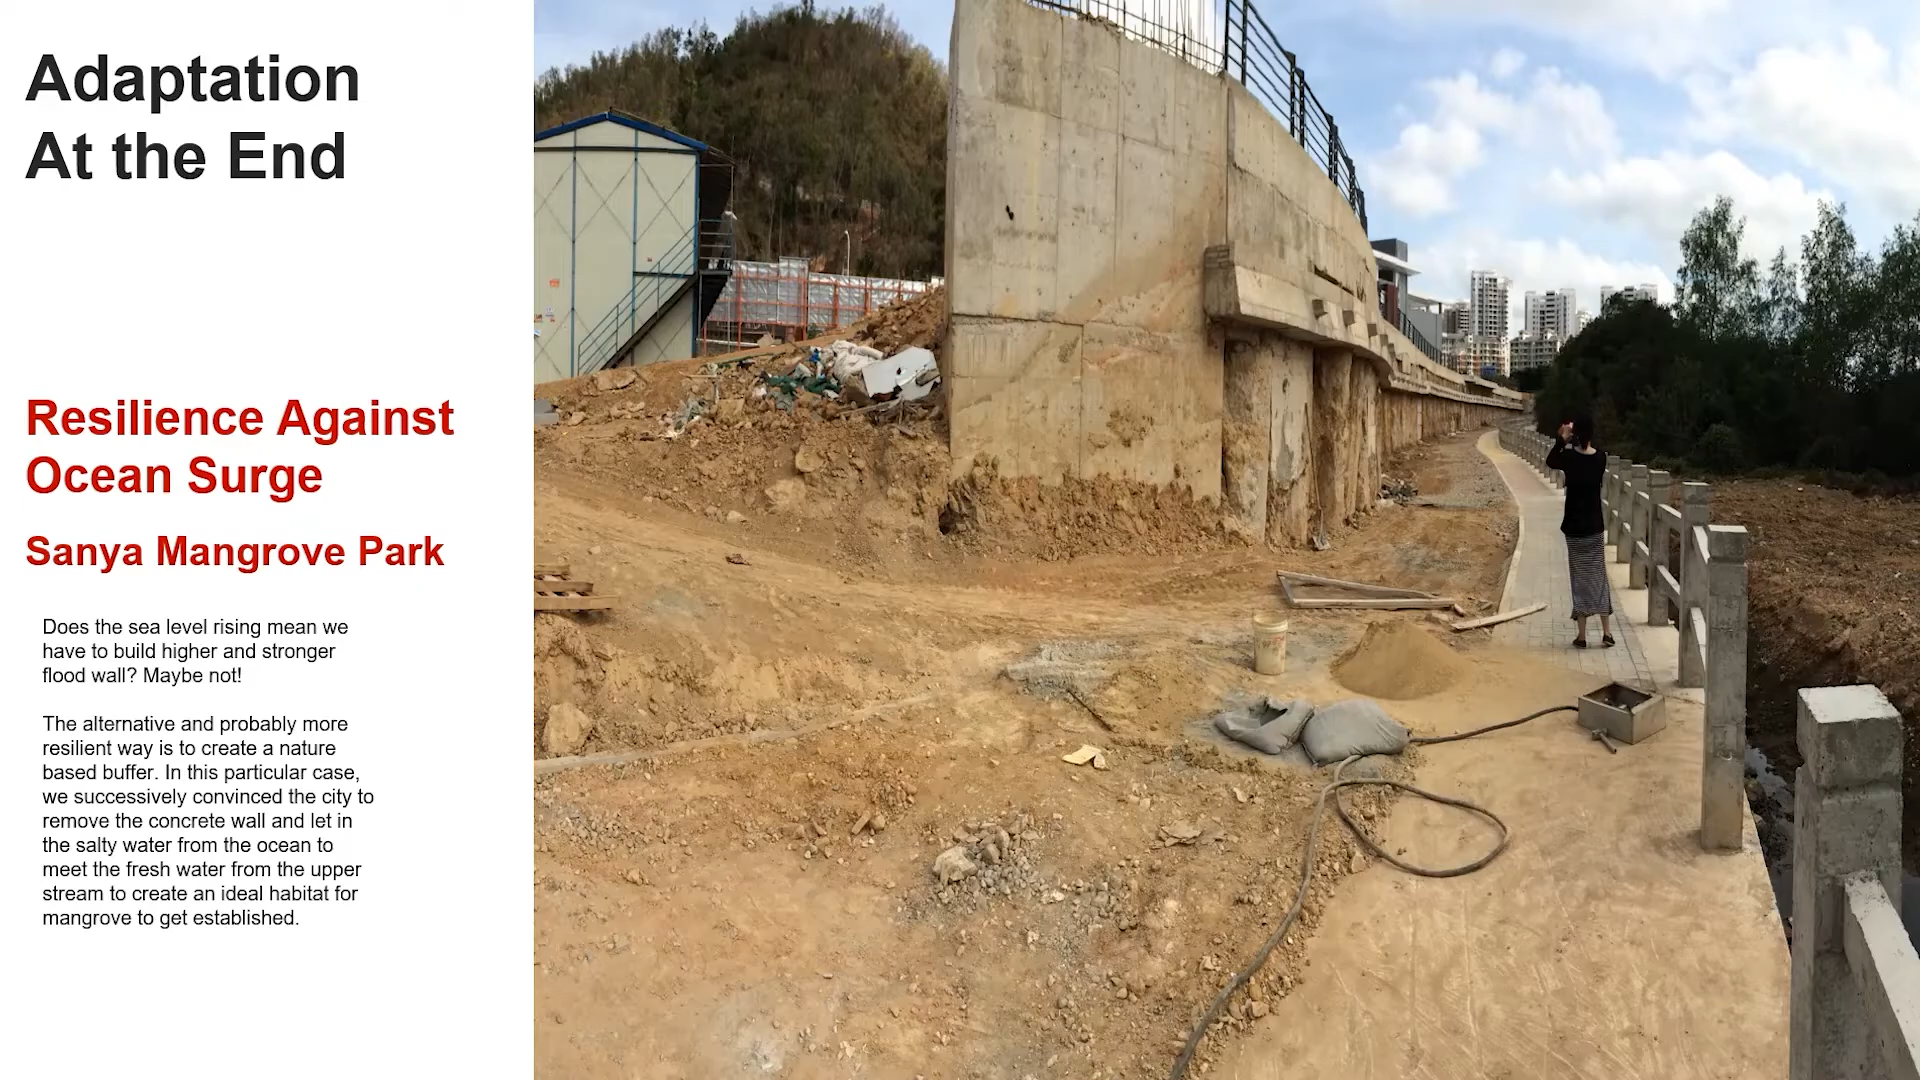 Adaptation
At the End
Resilience Against
Ocean Surge
Sanya Mangrove Park
Does the sea level rising mean we
have to build higher and stronger
flood wall? Maybe not!
The alternative and probably more
resilient way is to create a nature
based buffer. In this particular case,
we successively convinced the city to
remove the concrete wall and let in
the salty water from the ocean to
meet the fresh water from the upper
stream to create an ideal habitat for
mangrove to get established.